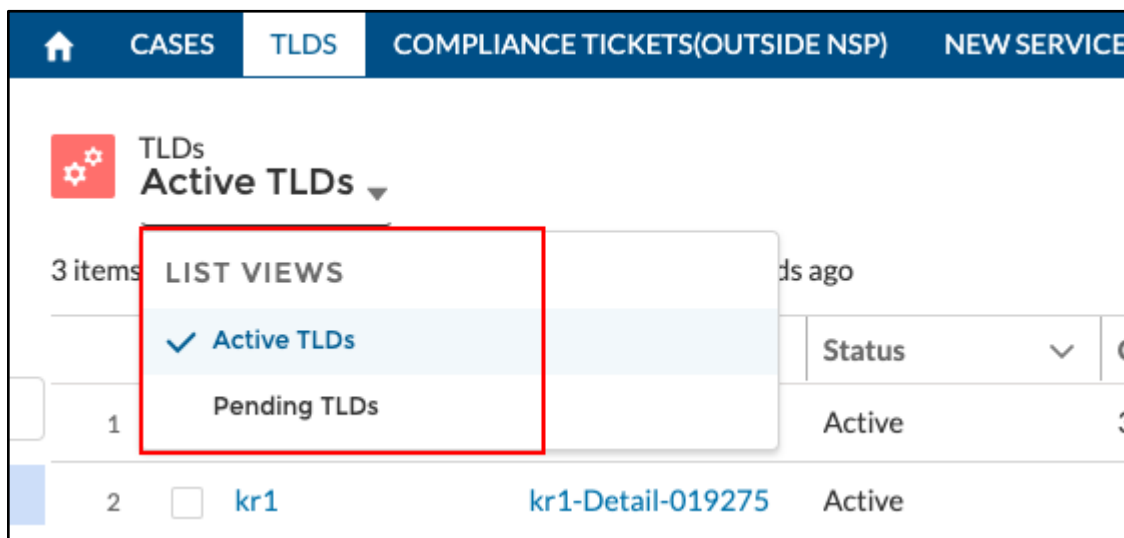 CASES TLDS COMPLIANCE TICKETS(OUTSIDE NSP) NEW SERVICE
TLDs
Active TLDs
3 items ds ago
LIST VIEWS
Active TLDs
Status
Pending TLDs
1 Active
2 kr1 kr1-Detail-019275 Active